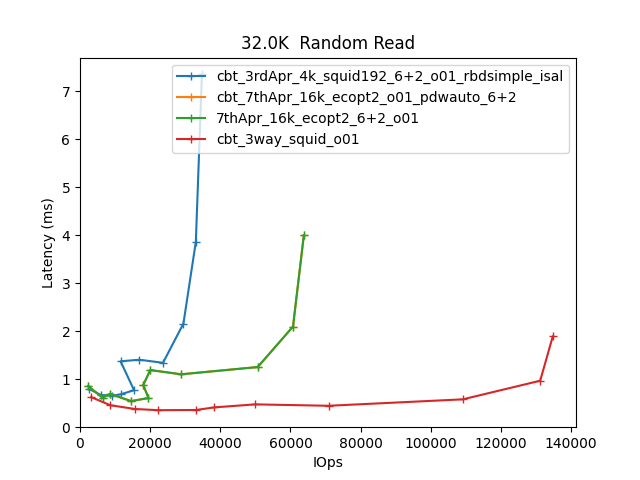 32.0K  Random Read
cbt_3rdApr_4k_squid192_6+2_o01_rbdsimple_isal
cbt_7thApr_16k_ecopt2_o01_pdwauto_6+2
7thApr_16k_ecopt2_6+2_o01
cbt_3way_squid_o01
Latency (ms)
7
6
5
4
3
2
1
0
0 20000 40000 60000 80000 100000 120000 140000
IOps